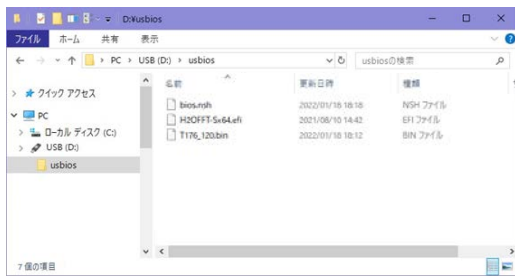 D:¥usbios
ファイル ホーム 共有 表示
PC > USB (D:) > usbios
usbiosの検索
名前 更新日時 種類
bios.nsh 2022/01/18 18:18 NSH ファイル
H2OFFT-Sx64.efi 2021/08/10 14:42 EFI ファイル
T176_120.bin 2022/01/18 18:12 BIN ファイル
クイック アクセス
PC
ローカル ディスク (C:)
USB (D:)
usbios
7 個の項目